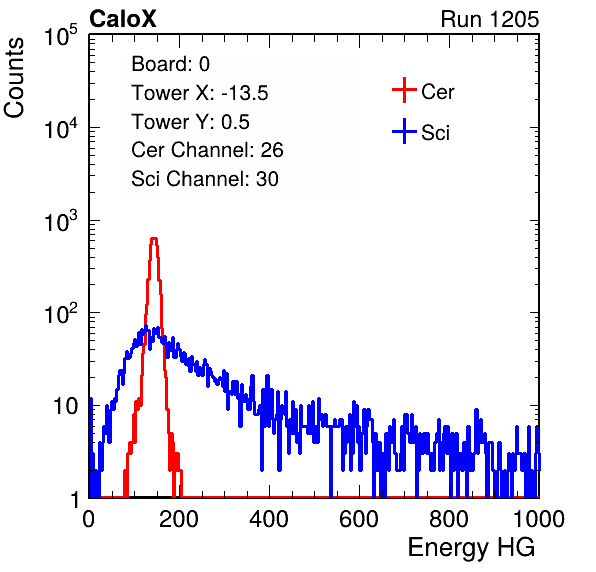 CaloX Run 1205
Counts
Board: 0
Tower X: -13.5
Tower Y: 0.5
Cer Channel: 26
Sci Channel: 30
Cer
Sci
10^5
10^4
10^3
10^2
10
1
0 200 400 600 800 1000
Energy HG